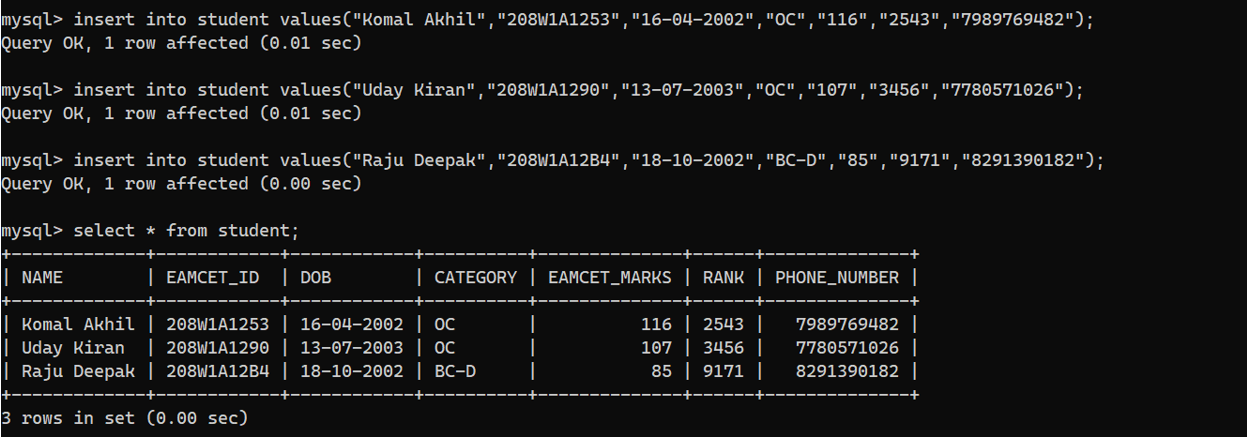 mysql> insert into student values("Komal Akhil","208W1A1253","16-04-2002","OC","116","2543","7989769482");
Query OK, 1 row affected (0.01 sec)
mysql> insert into student values("Uday Kiran","208W1A1290","13-07-2003","OC","107","3456","7780571026");
Query OK, 1 row affected (0.01 sec)
mysql> insert into student values("Raju Deepak","208W1A12B4","18-10-2002","BC-D","85","9171","8291390182");
Query OK, 1 row affected (0.00 sec)
mysql> select * from student;
+-------------+------------+------------+----------+--------------+------+--------------+
| NAME        | EAMCET_ID  | DOB        | CATEGORY | EAMCET_MARKS | RANK | PHONE_NUMBER |
+-------------+------------+------------+----------+--------------+------+--------------+
| Komal Akhil | 208W1A1253 | 16-04-2002 | OC       |          116 | 2543 |   7989769482 |
| Uday Kiran  | 208W1A1290 | 13-07-2003 | OC       |          107 | 3456 |   7780571026 |
| Raju Deepak | 208W1A12B4 | 18-10-2002 | BC-D     |           85 | 9171 |   8291390182 |
+-------------+------------+------------+----------+--------------+------+--------------+
3 rows in set (0.00 sec)